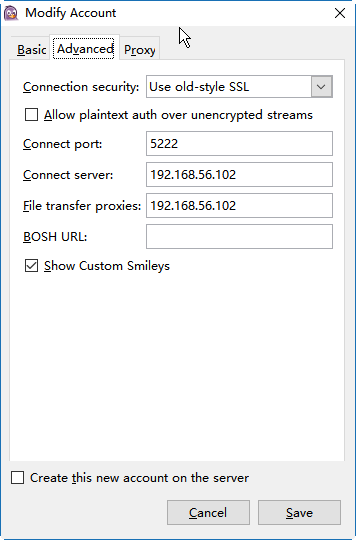 Modify Account
Basic Advanced Proxy
Connection security: Use old-style SSL
Allow plaintext auth over unencrypted streams
Connect port: 5222
Connect server: 192.168.56.102
File transfer proxies: 192.168.56.102
BOSH URL:
Show Custom Smileys
Create this new account on the server
Cancel Save